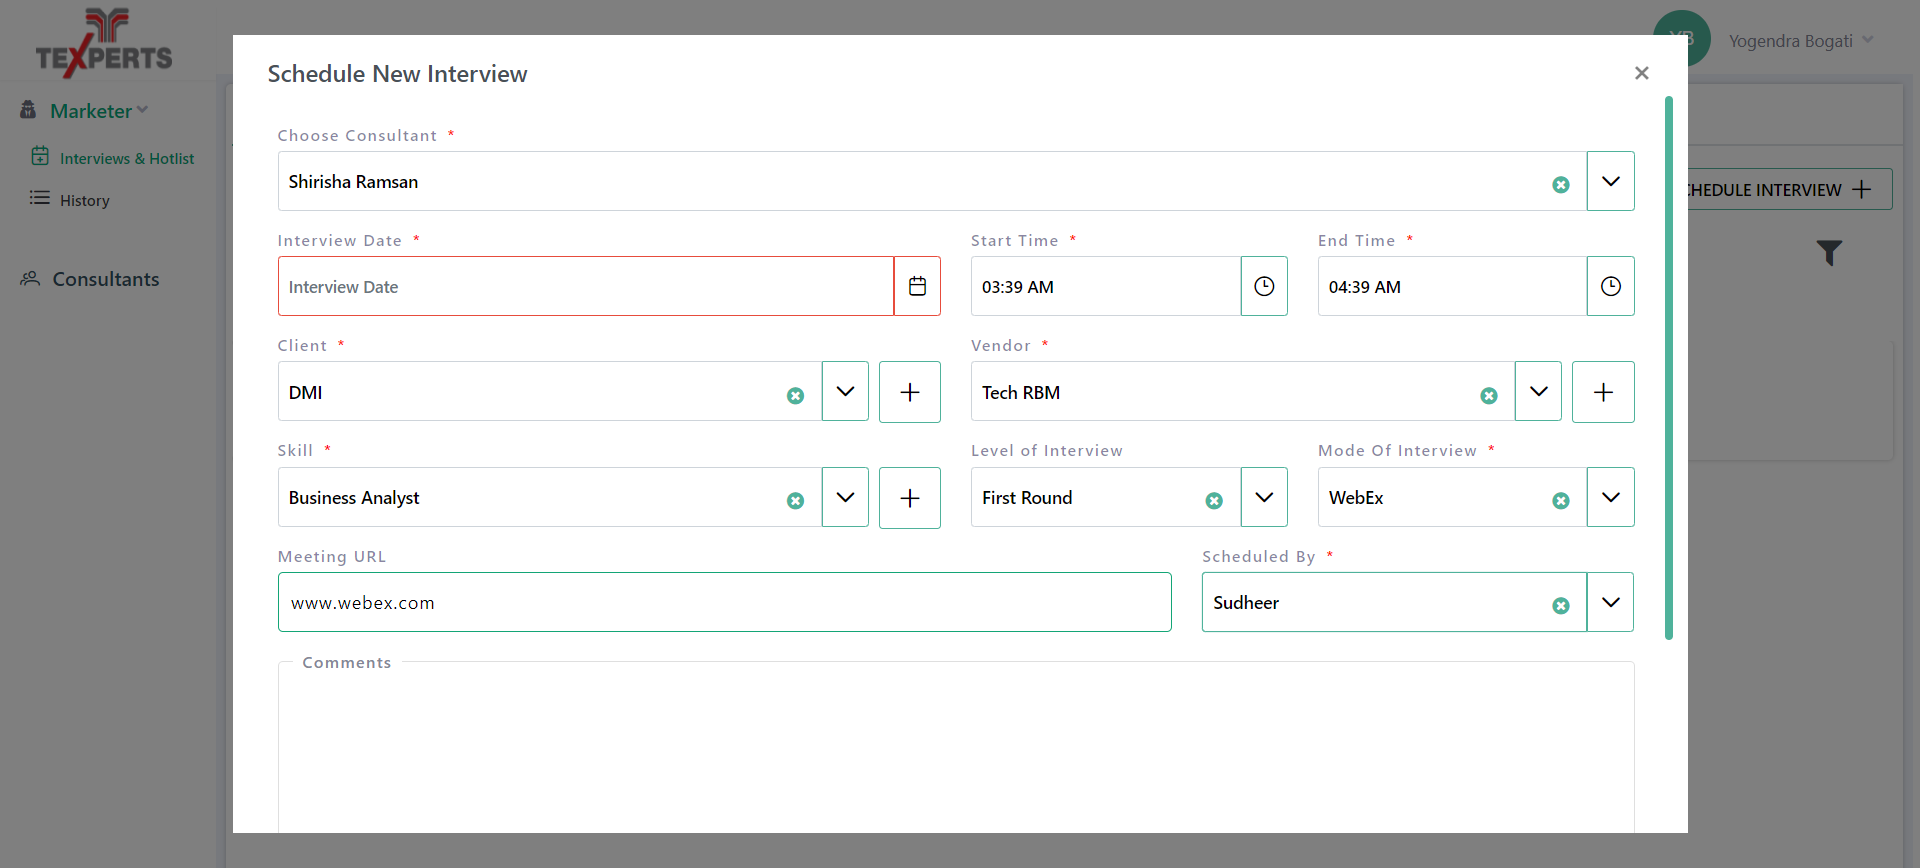 TEXPERTS
YB
Yogendra Bogati
Marketer
Interviews & Hotlist
History
Consultants
CHEDULE INTERVIEW
Schedule New Interview
Choose Consultant *
Shirisha Ramsan
Interview Date * Start Time * End Time *
Interview Date 03:39 AM 04:39 AM
Client * Vendor *
DMI Tech RBM
Skill * Level of Interview Mode Of Interview *
Business Analyst First Round WebEx
Meeting URL Scheduled By *
www.webex.com Sudheer
Comments